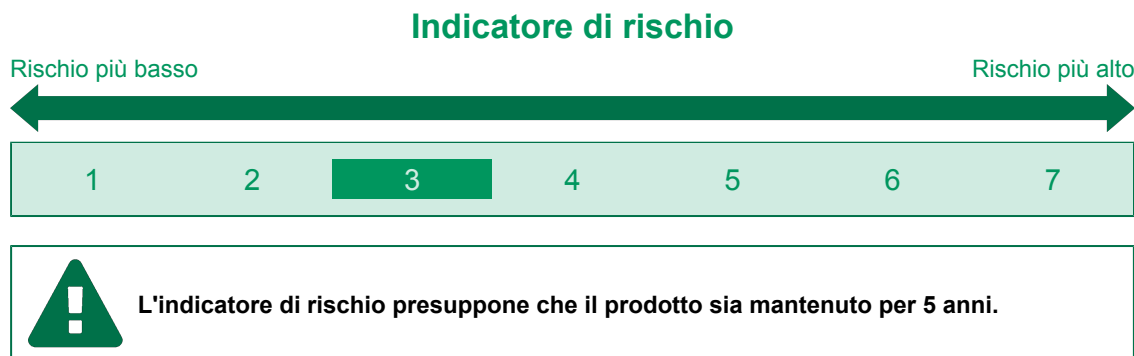 Indicatore di rischio
Rischio più basso Rischio più alto
1 2 3 4 5 6 7
L'indicatore di rischio presuppone che il prodotto sia mantenuto per 5 anni.